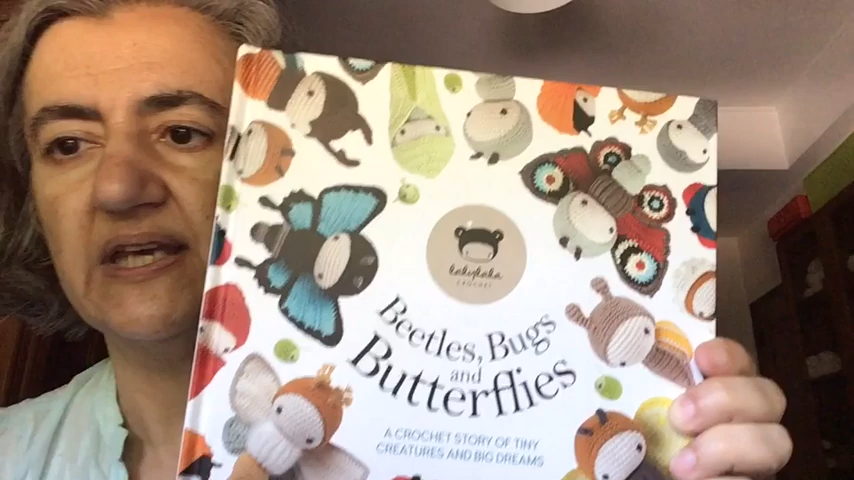 lalylala
CROCHET
Beetles, Bugs
and
Butterflies
A CROCHET STORY OF TINY
CREATURES AND BIG DREAMS